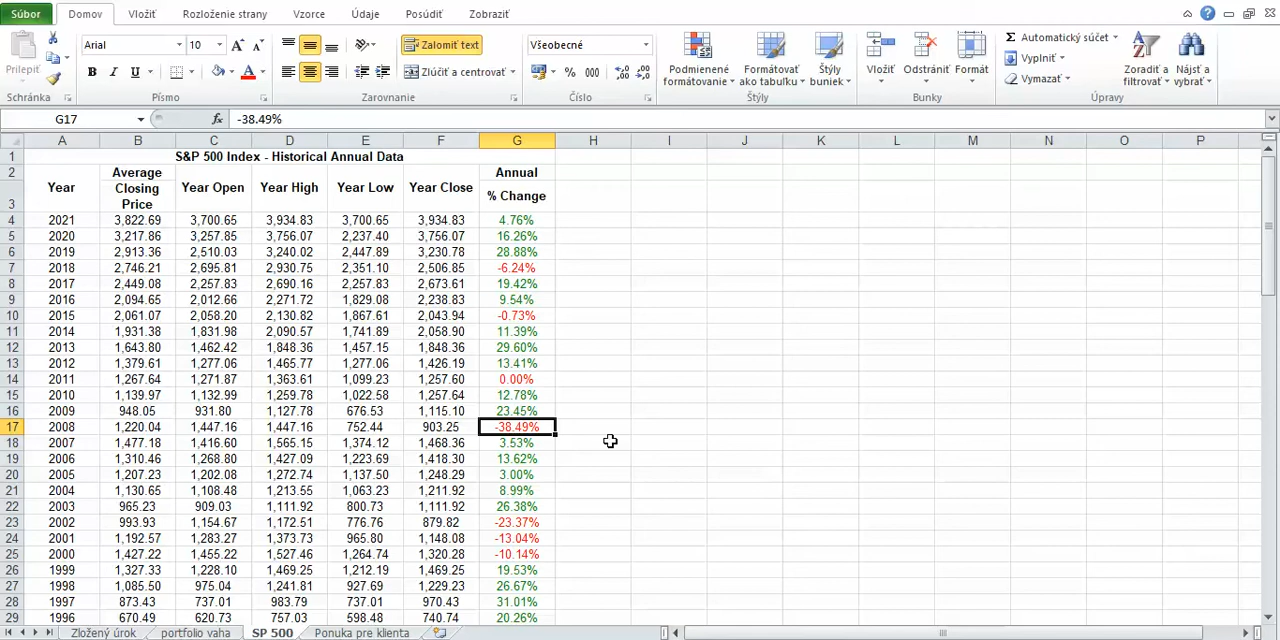 Súbor Domov Vložiť Rozloženie strany Vzorce Údaje Posúdiť Zobraziť
Prilepiť
Arial 10 A A
B I U A
Zalomiť text
Zlúčiť a centrovať
Všeobecné
% 000
Podmienené formátovanie
Formátovať ako tabuľku
Štýly buniek
Vložiť Odstrániť Formát
Σ Automatický súčet
Vyplniť
Vymazať
Zoradiť a filtrovať
Nájsť a vybrať
Schránka Písmo Zarovnanie Číslo Štýly Bunky Úpravy
G17 fx -38.49%
A B C D E F G H I J K L M N O P
1 S&P 500 Index - Historical Annual Data
2 Year Average Closing Price Year Open Year High Year Low Year Close Annual
3 % Change
4 2021 3,822.69 3,700.65 3,934.83 3,700.65 3,934.83 4.76%
5 2020 3,217.86 3,257.85 3,756.07 2,237.40 3,756.07 16.26%
6 2019 2,913.36 2,510.03 3,240.02 2,447.89 3,230.78 28.88%
7 2018 2,746.21 2,695.81 2,930.75 2,351.10 2,506.85 -6.24%
8 2017 2,449.08 2,257.83 2,690.16 2,257.83 2,673.61 19.42%
9 2016 2,094.65 2,012.66 2,271.72 1,829.08 2,238.83 9.54%
10 2015 2,061.07 2,058.20 2,130.82 1,867.61 2,043.94 -0.73%
11 2014 1,931.38 1,831.98 2,090.57 1,741.89 2,058.90 11.39%
12 2013 1,643.80 1,462.42 1,848.36 1,457.15 1,848.36 29.60%
13 2012 1,379.61 1,277.06 1,465.77 1,277.06 1,426.19 13.41%
14 2011 1,267.64 1,271.87 1,363.61 1,099.23 1,257.60 0.00%
15 2010 1,139.97 1,132.99 1,259.78 1,022.58 1,257.64 12.78%
16 2009 948.05 931.80 1,127.78 676.53 1,115.10 23.45%
17 2008 1,220.04 1,447.16 1,447.16 752.44 903.25 -38.49%
18 2007 1,477.18 1,416.60 1,565.15 1,374.12 1,468.36 3.53%
19 2006 1,310.46 1,268.80 1,427.09 1,223.69 1,418.30 13.62%
20 2005 1,207.23 1,202.08 1,272.74 1,137.50 1,248.29 3.00%
21 2004 1,130.65 1,108.48 1,213.55 1,063.23 1,211.92 8.99%
22 2003 965.23 909.03 1,111.92 800.73 1,111.92 26.38%
23 2002 993.93 1,154.67 1,172.51 776.76 879.82 -23.37%
24 2001 1,192.57 1,283.27 1,373.73 965.80 1,148.08 -13.04%
25 2000 1,427.22 1,455.22 1,527.46 1,264.74 1,320.28 -10.14%
26 1999 1,327.33 1,228.10 1,469.25 1,212.19 1,469.25 19.53%
27 1998 1,085.50 975.04 1,241.81 927.69 1,229.23 26.67%
28 1997 873.43 737.01 983.79 737.01 970.43 31.01%
29 1996 670.49 620.73 757.03 598.48 740.74 20.26%
Zložený úrok portfolio vaha SP 500 Ponuka pre klienta